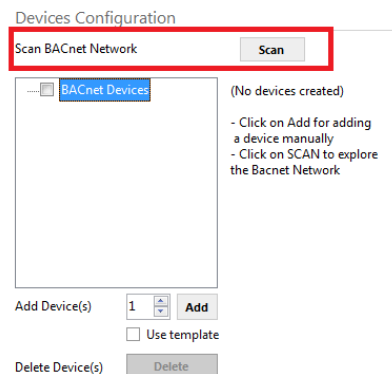 Devices Configuration
Scan BACnet Network Scan
BACnet Devices
(No devices created)
- Click on Add for adding
a device manually
- Click on SCAN to explore
the Bacnet Network
Add Device(s) 1 Add
Use template
Delete Device(s) Delete